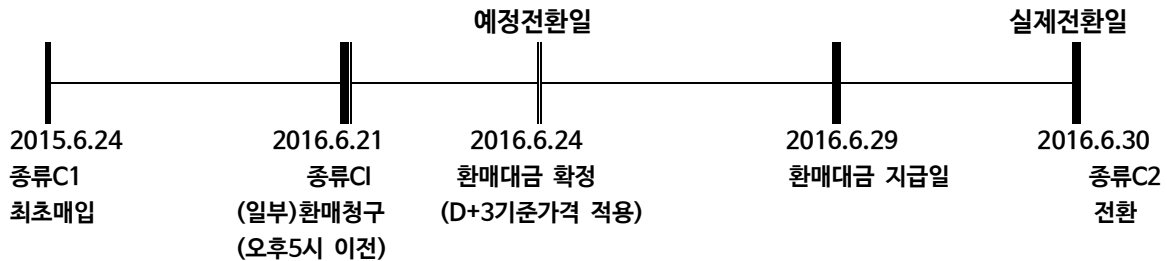 예정전환일 실제전환일
2015.6.24 2016.6.21 2016.6.24 2016.6.29 2016.6.30
종류C1 종류CI 환매대금 확정 환매대금 지급일 종류C2
최초매입 (일부)환매청구 (D+3기준가격 적용) 전환
(오후5시 이전)